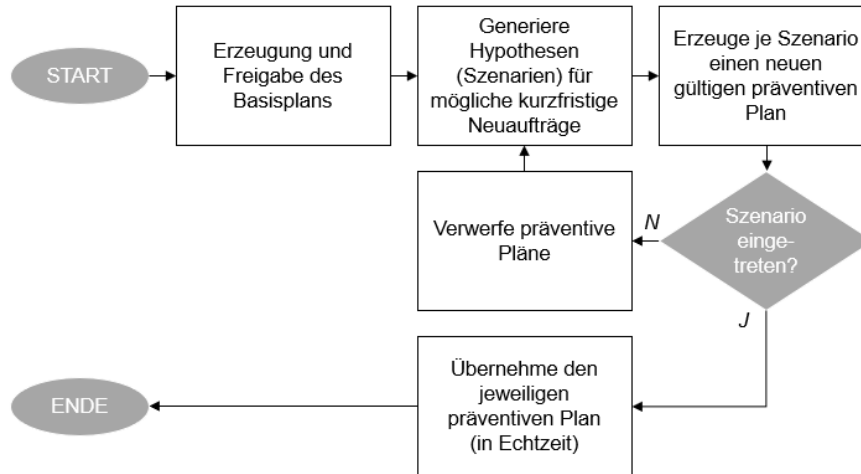 START
Erzeugung und
Freigabe des
Basisplans
Generiere
Hypothesen
(Szenarien) für
mögliche kurzfristige
Neuaufträge
Erzeuge je Szenario
einen neuen
gültigen präventiven
Plan
Szenario
einge-
treten?
N
Verwerfe präventive
Pläne
J
Übernehme den
jeweiligen
präventiven Plan
(in Echtzeit)
ENDE